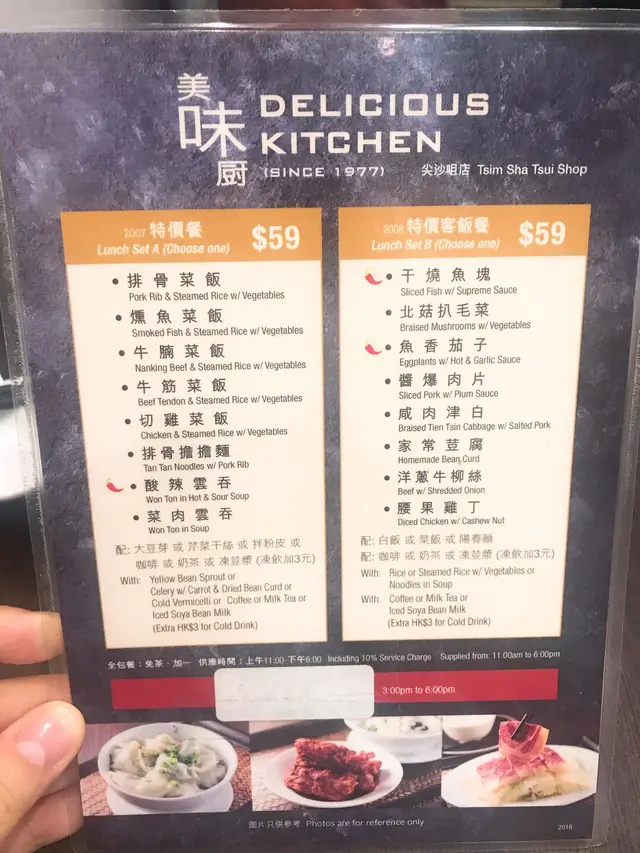 美味厨
DELICIOUS
KITCHEN
(SINCE 1977)
尖沙咀店 Tsim Sha Tsui Shop
2007 特價餐
Lunch Set A (Choose one)
$59
排骨菜飯
Pork Rib & Steamed Rice w/ Vegetables
燻魚菜飯
Smoked Fish & Steamed Rice w/ Vegetables
牛腩菜飯
Nanking Beef & Steamed Rice w/ Vegetables
牛筋菜飯
Beef Tendon & Steamed Rice w/ Vegetables
切雞菜飯
Chicken & Steamed Rice w/ Vegetables
排骨擔擔麵
Tan Tan Noodles w/ Pork Rib
酸辣雲吞
Won Ton in Hot & Sour Soup
菜肉雲吞
Won Ton in Soup
配: 大豆芽 或 芹菜干絲 或 拌粉皮 或
咖啡 或 奶茶 或 凍荳漿 (凍飲加3元)
With: Yellow Bean Sprout or
Celery w/ Carrot & Dried Bean Curd or
Cold Vermicelli or Coffee or Milk Tea or
Iced Soya Bean Milk
(Extra HK$3 for Cold Drink)
2008 特價客飯餐
Lunch Set B (Choose one)
$59
干燒魚塊
Sliced Fish w/ Supreme Sauce
北菇扒毛菜
Braised Mushrooms w/ Vegetables
魚香茄子
Eggplants w/ Hot & Garlic Sauce
醬爆肉片
Sliced Pork w/ Plum Sauce
咸肉津白
Braised Tien Tsin Cabbage w/ Salted Pork
家常荳腐
Homemade Bean Curd
洋蔥牛柳絲
Beef w/ Shredded Onion
腰果雞丁
Diced Chicken w/ Cashew Nut
配: 白飯 或 菜飯 或 陽春麵
配: 咖啡 或 奶茶 或 凍荳漿 (凍飲加3元)
With: Rice or Steamed Rice w/ Vegetables or
Noodles in Soup
With: Coffee or Milk Tea or
Iced Soya Bean Milk
(Extra HK$3 for Cold Drink)
全包餐：免茶．加一 供應時間：上午11:00-下午6:00 Including 10% Service Charge Supplied from: 11:00am to 6:00pm
3:00pm to 6:00pm
圖片只供參考 Photos are for reference only
2018